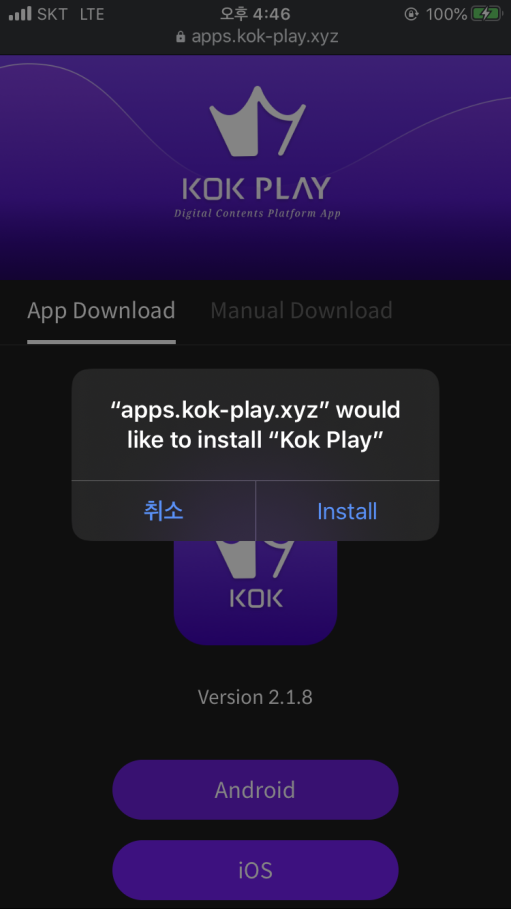 SKT LTE 오후 4:46 100%
apps.kok-play.xyz
KOK PLAY
Digital Contents Platform App
App Download Manual Download
“apps.kok-play.xyz” would
like to install “Kok Play”
취소 Install
KOK
Version 2.1.8
Android
iOS